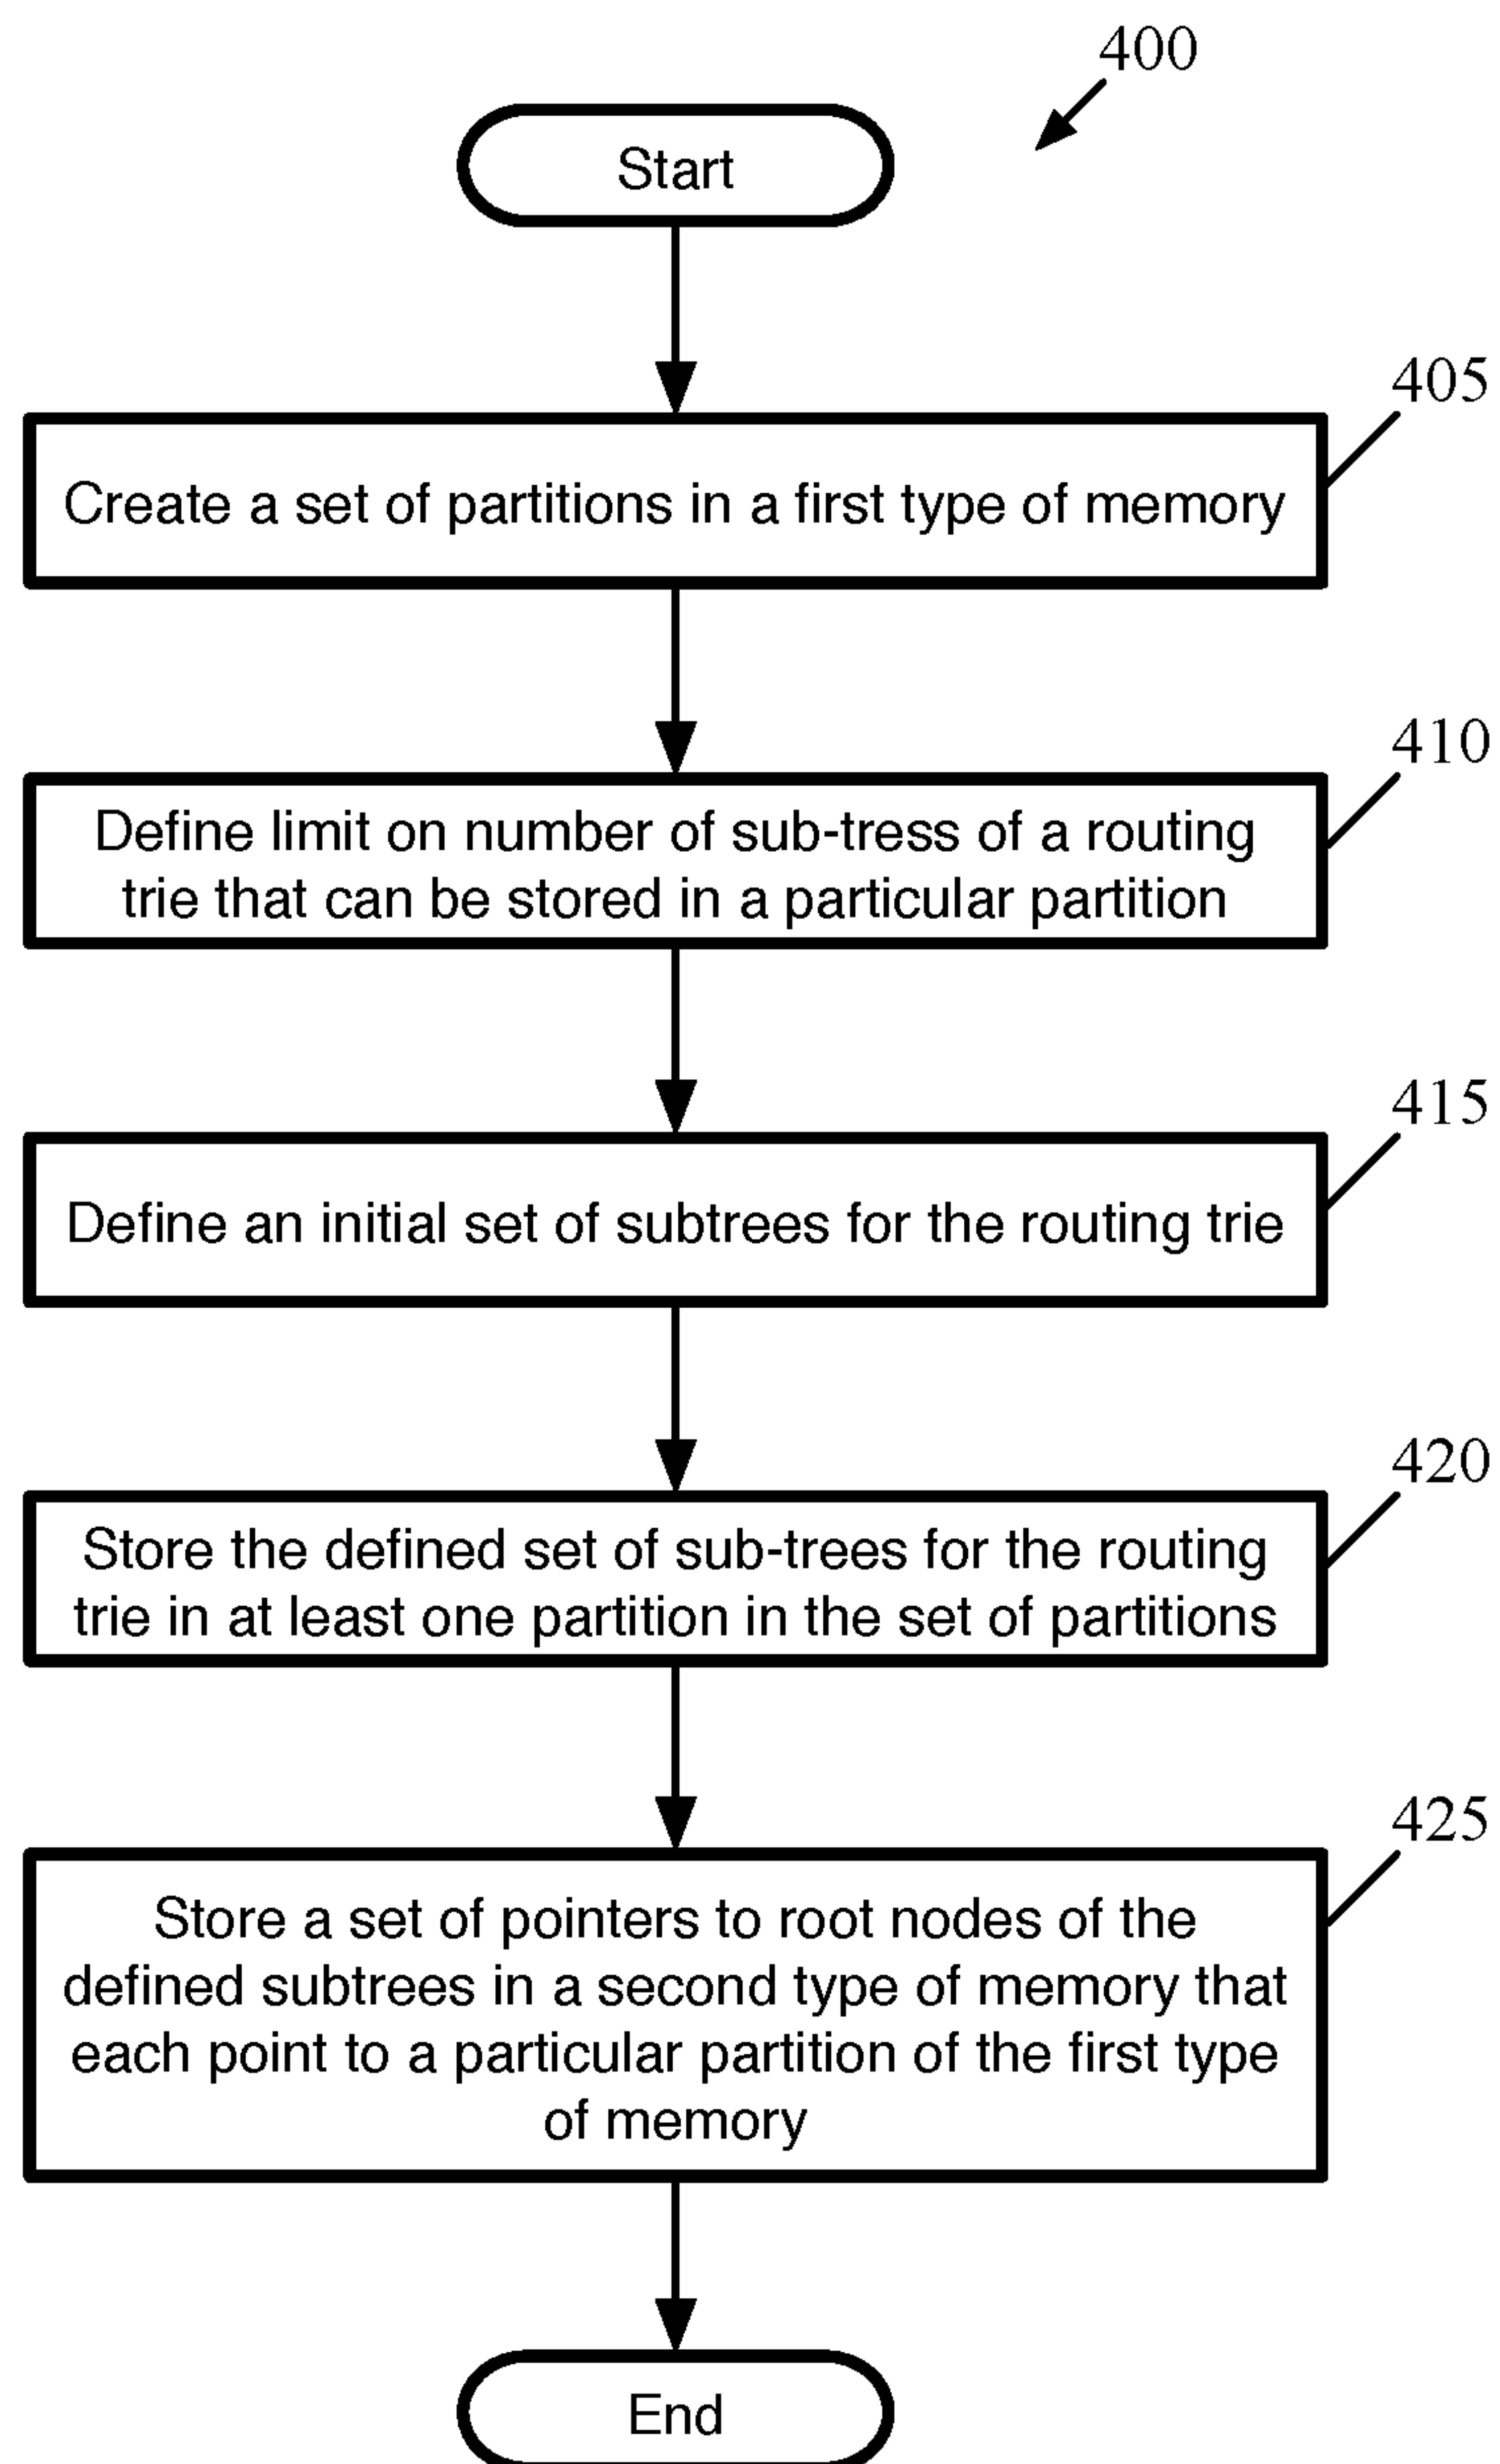 400
Start
405
Create a set of partitions in a first type of memory
410
Define limit on number of sub-tress of a routing
trie that can be stored in a particular partition
415
Define an initial set of subtrees for the routing trie
420
Store the defined set of sub-trees for the routing
trie in at least one partition in the set of partitions
425
Store a set of pointers to root nodes of the
defined subtrees in a second type of memory that
each point to a particular partition of the first type
of memory
End